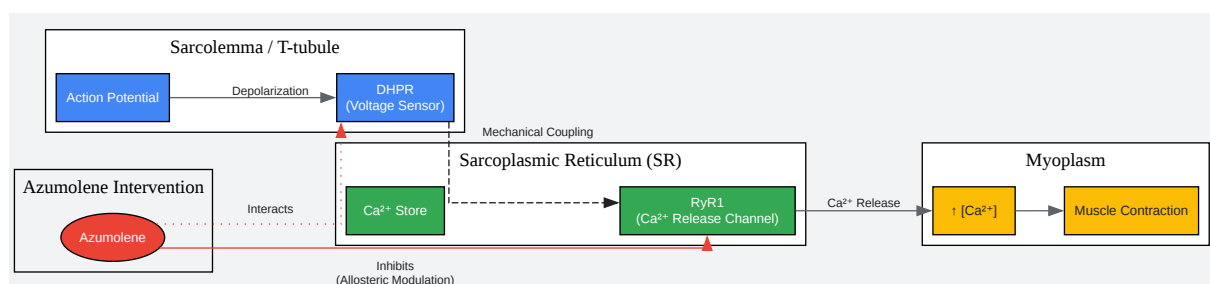 Sarcolemma / T-tubule
Action Potential
Depolarization
DHPR
(Voltage Sensor)
Mechanical Coupling
Sarcoplasmic Reticulum (SR)
Ca²⁺ Store
RyR1
(Ca²⁺ Release Channel)
Ca²⁺ Release
Myoplasm
↑ [Ca²⁺]
Muscle Contraction
Azumolene Intervention
Azumolene
Interacts
Inhibits
(Allosteric Modulation)